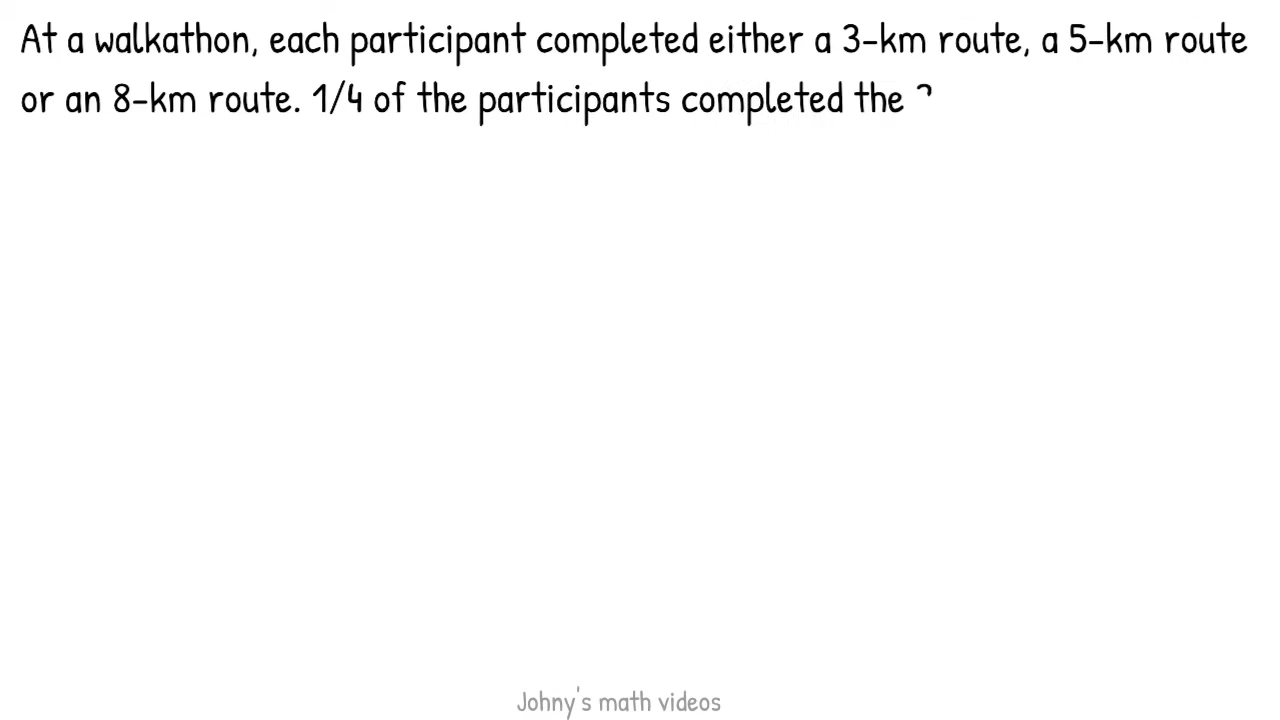 At a walkathon, each participant completed either a 3-km route, a 5-km route
or an 8-km route. 1/4 of the participants completed the
Johny's math videos